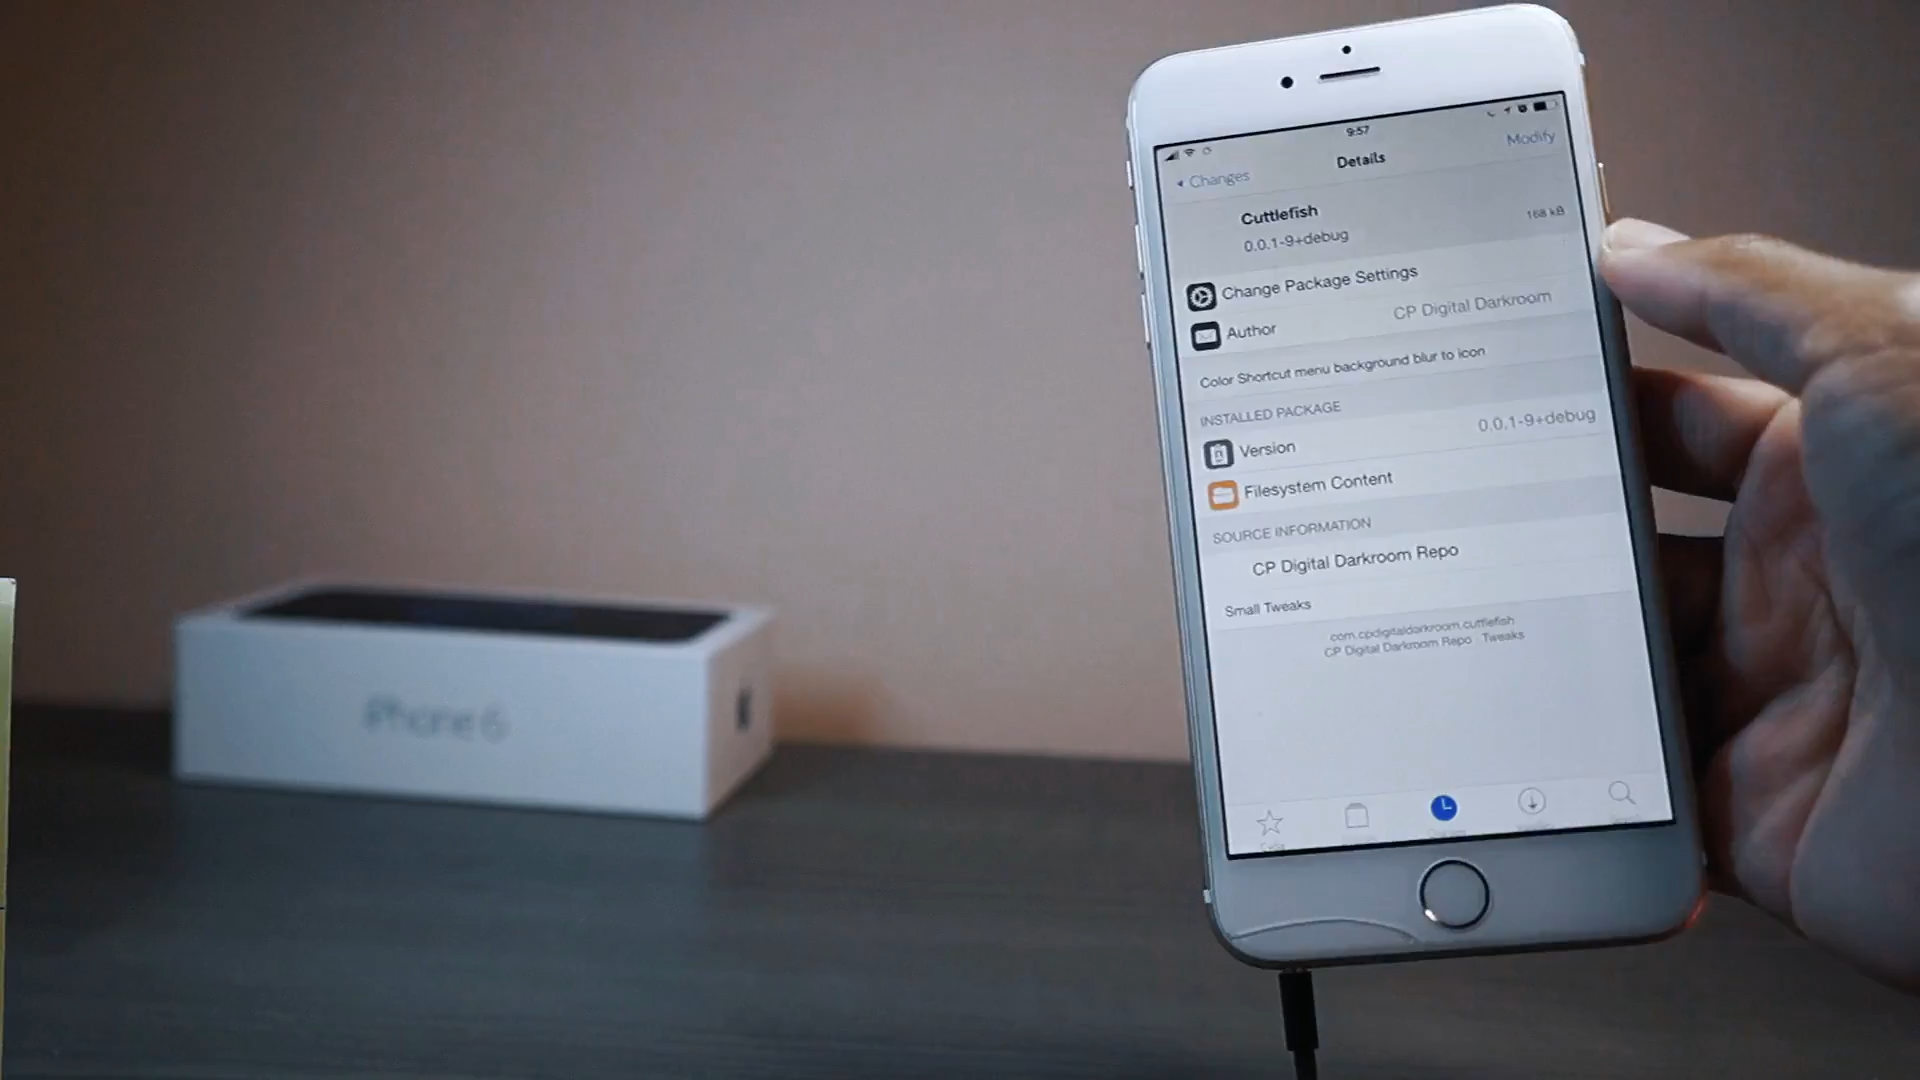 9:57
Changes
Details
Modify
Cuttlefish
168 kB
0.0.1-9+debug
Change Package Settings
Author
CP Digital Darkroom
Color Shortcut menu background blur to icon
INSTALLED PACKAGE
Version
0.0.1-9+debug
Filesystem Content
SOURCE INFORMATION
CP Digital Darkroom Repo
Small Tweaks
com.cpdigitaldarkroom.cuttlefish
CP Digital Darkroom Repo · Tweaks
iPhone 6